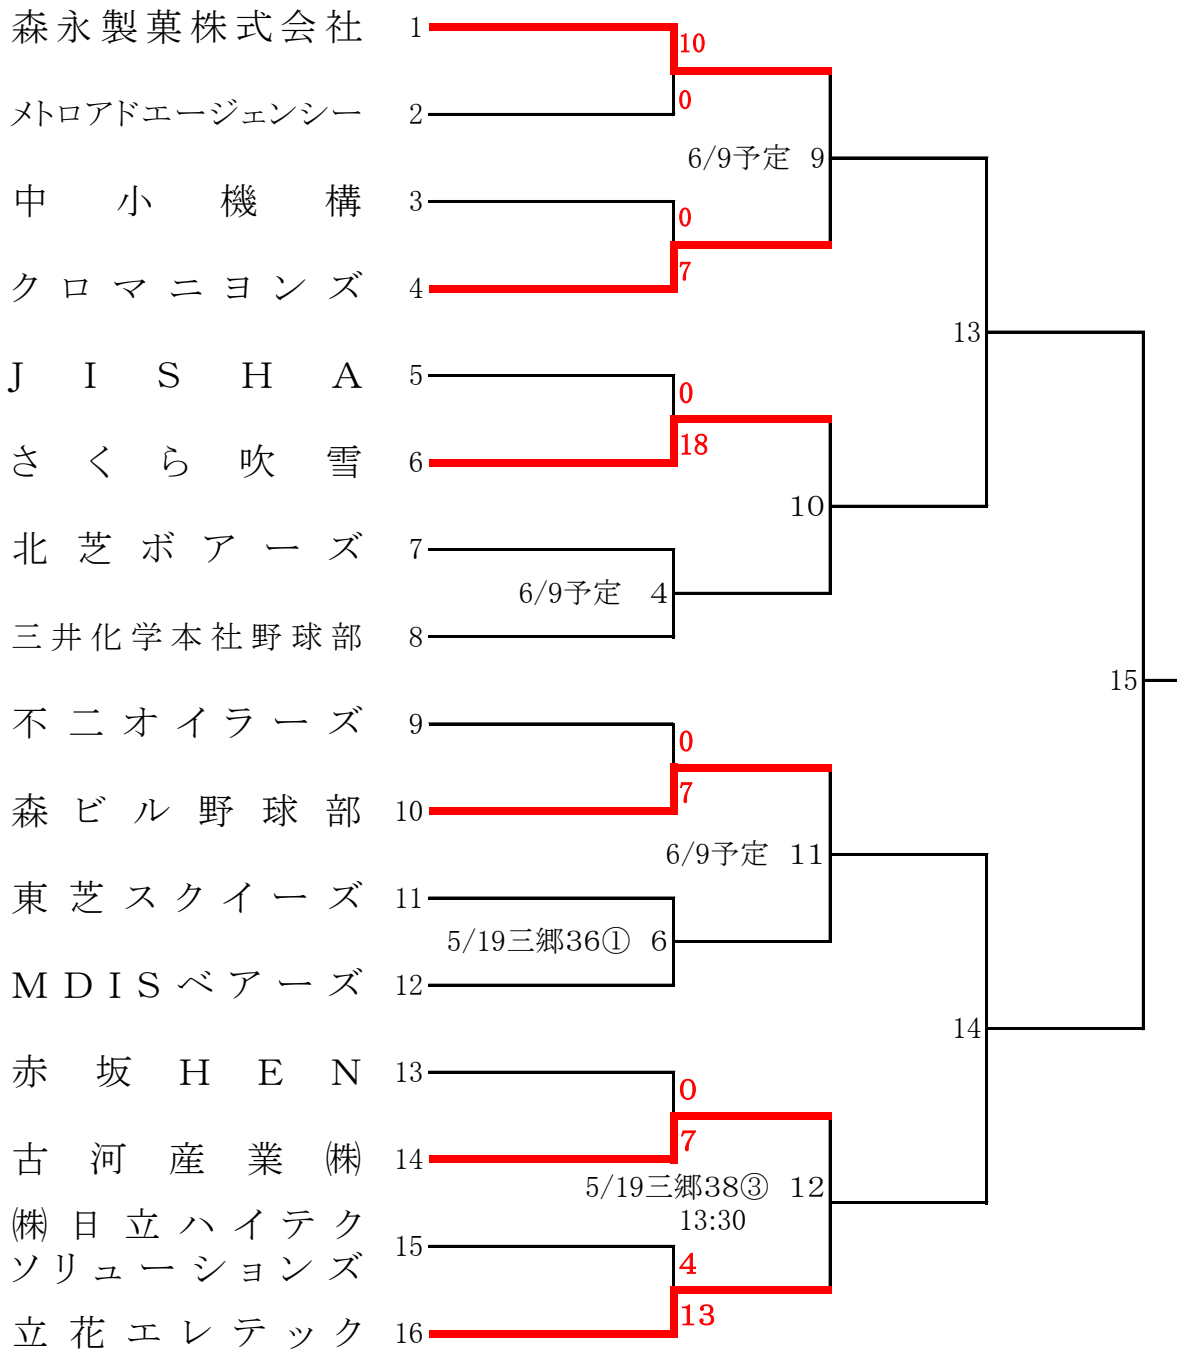 森永製菓株式会社 1
10
メトロアドエージェンシー 2
0
6/9予定 9
中小機構 3
0
クロマニヨンズ 4
7
13
JISHA 5
0
さくら吹雪 6
18
10
北芝ボアーズ 7
6/9予定 4
三井化学本社野球部 8
15
不二オイラーズ 9
0
森ビル野球部 10
7
6/9予定 11
東芝スクイーズ 11
5/19三郷36① 6
MDISベアーズ 12
14
赤坂HEN 13
0
古河産業㈱ 14
7
5/19三郷38③ 12
13:30
㈱日立ハイテク
ソリューションズ 15
4
立花エレテック 16
13